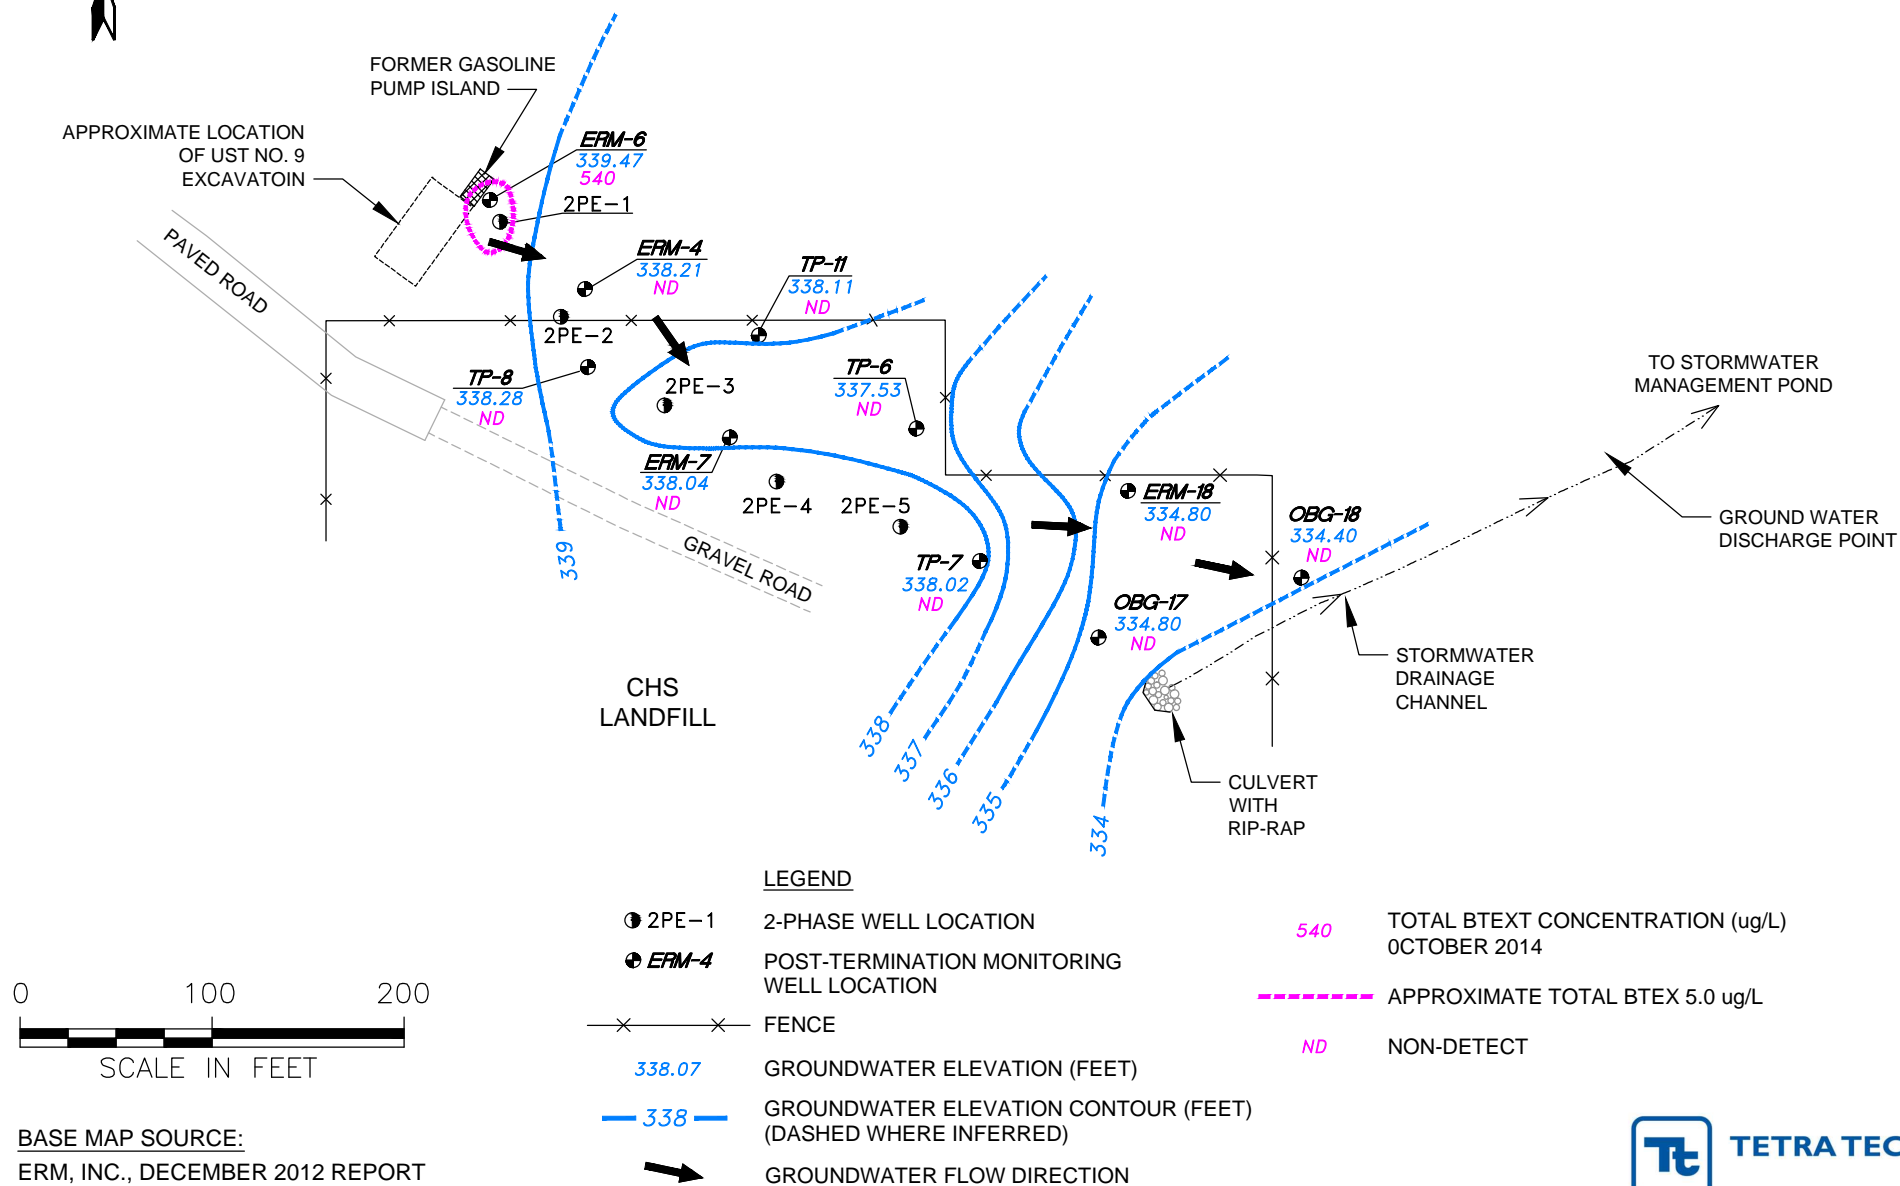 FORMER GASOLINE
PUMP ISLAND
APPROXIMATE LOCATION
OF UST NO. 9
EXCAVATOIN
ERM-6
339.47
540
2PE-1
PAVED ROAD
ERM-4
338.21
ND
TP-11
338.11
ND
2PE-2
TP-8
338.28
ND
2PE-3
TP-6
337.53
ND
TO STORMWATER
MANAGEMENT POND
ERM-7
338.04
ND
2PE-4
2PE-5
ERM-18
334.80
ND
OBG-18
334.40
ND
GROUND WATER
DISCHARGE POINT
339
GRAVEL ROAD
TP-7
338.02
ND
OBG-17
334.80
ND
STORMWATER
DRAINAGE
CHANNEL
CHS
LANDFILL
338
337
336
335
334
CULVERT
WITH
RIP-RAP
LEGEND
2PE-1 2-PHASE WELL LOCATION
ERM-4 POST-TERMINATION MONITORING
WELL LOCATION
FENCE
338.07 GROUNDWATER ELEVATION (FEET)
338 GROUNDWATER ELEVATION CONTOUR (FEET)
(DASHED WHERE INFERRED)
GROUNDWATER FLOW DIRECTION
540 TOTAL BTEXT CONCENTRATION (ug/L)
0CTOBER 2014
APPROXIMATE TOTAL BTEX 5.0 ug/L
ND NON-DETECT
0 100 200
SCALE IN FEET
BASE MAP SOURCE:
ERM, INC., DECEMBER 2012 REPORT
Tt TETRA TEC